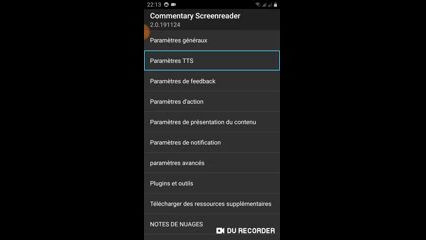 22:13
Commentary Screenreader
2.0.191124
Paramètres généraux
Paramètres TTS
Paramètres de feedback
Paramètres d'action
Paramètres de présentation du contenu
Paramètres de notification
paramètres avancés
Plugins et outils
Télécharger des ressources supplémentaires
NOTES DE NUAGES
DU RECORDER